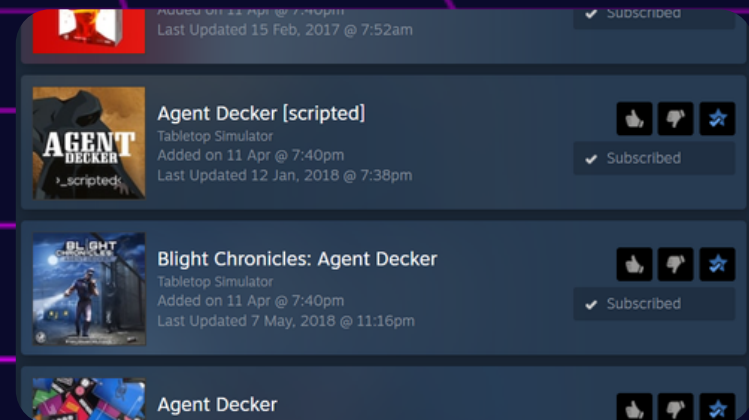 Added on 11 Apr @ 7:40pm
Last Updated 15 Feb, 2017 @ 7:52am
Subscribed
Agent Decker [scripted]
Tabletop Simulator
Added on 11 Apr @ 7:40pm
Last Updated 12 Jan, 2018 @ 7:38pm
Subscribed
AGENT
DECKER
>_scripted<
Blight Chronicles: Agent Decker
Tabletop Simulator
Added on 11 Apr @ 7:40pm
Last Updated 7 May, 2018 @ 11:16pm
Subscribed
BLIGHT
CHRONICLES
Agent Decker